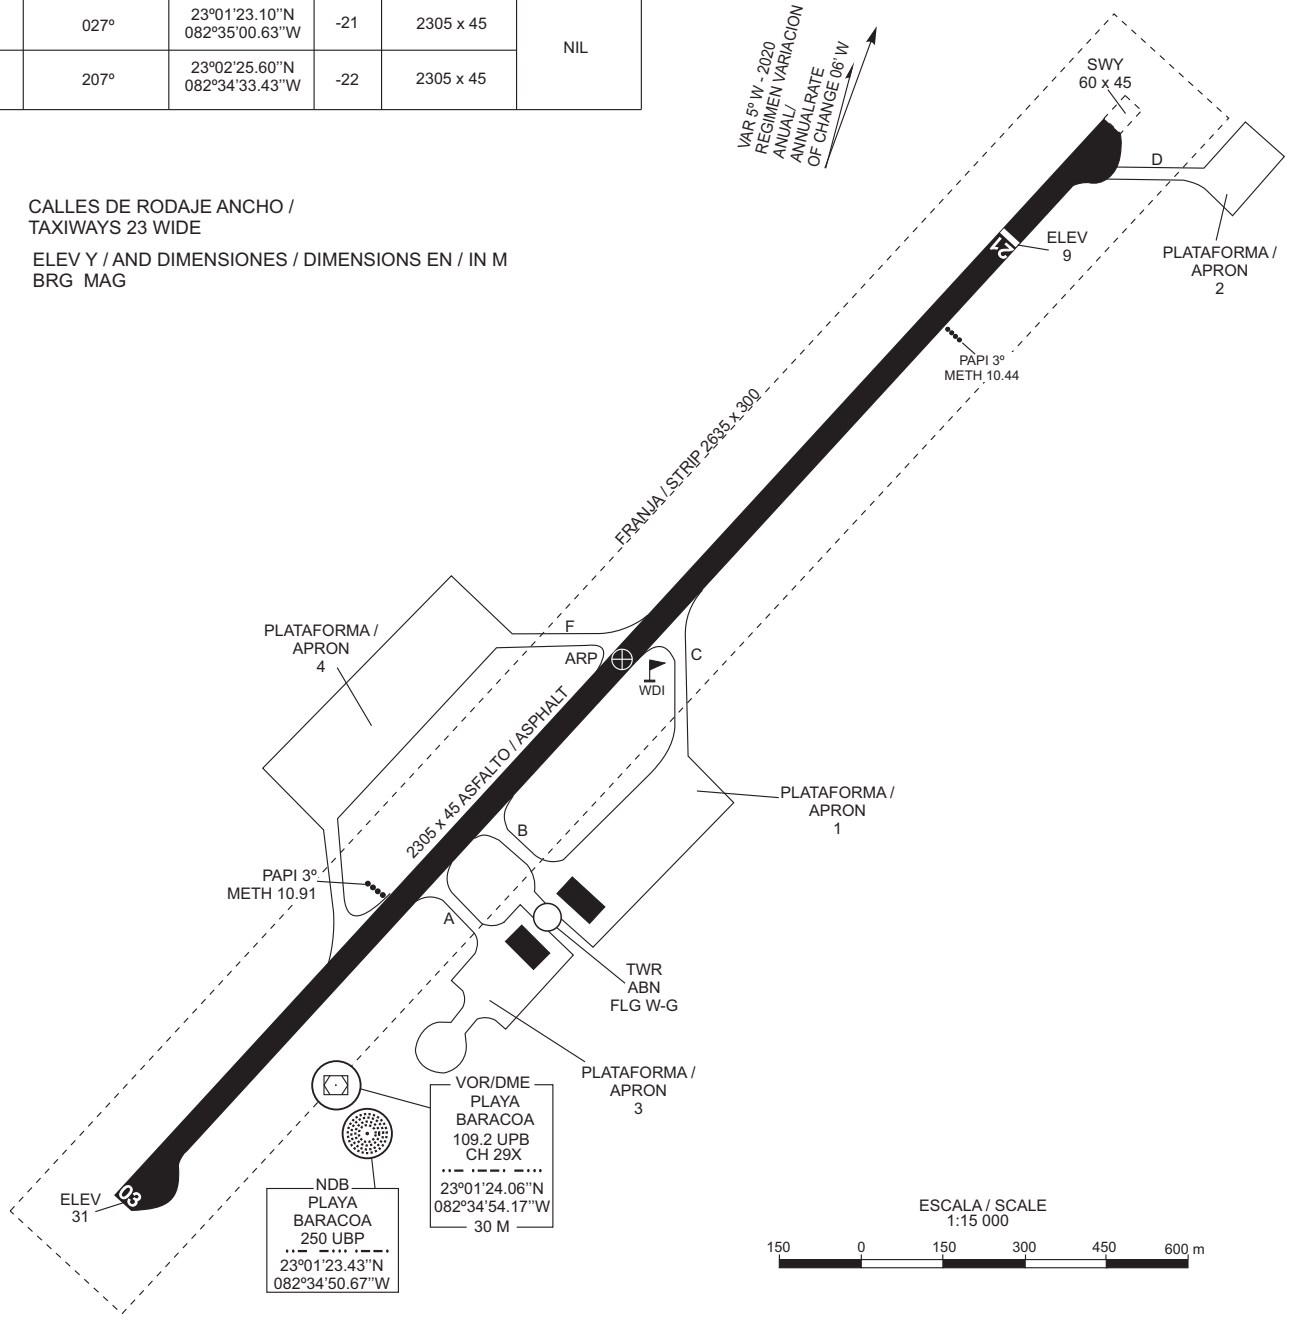 027º
23º01’23.10’’N
082º35’00.63’’W
-21
2305 x 45
NIL
207º
23º02’25.60’’N
082º34’33.43’’W
-22
2305 x 45
VAR 5º W - 2020
REGIMEN VARIACION
ANUAL/
ANNUALRATE
OF CHANGE 06’ W
SWY
60 x 45
D
CALLES DE RODAJE ANCHO /
TAXIWAYS 23 WIDE
ELEV Y / AND DIMENSIONES / DIMENSIONS EN / IN M
BRG MAG
21
ELEV
9
PLATAFORMA /
APRON
2
PAPI 3º
METH 10.44
FRANJA / STRIP 2635 x 300
PLATAFORMA /
APRON
4
F
ARP
C
WDI
2305 x 45 ASFALTO / ASPHALT
PLATAFORMA /
APRON
1
B
PAPI 3º
METH 10.91
A
TWR
ABN
FLG W-G
PLATAFORMA /
APRON
3
VOR/DME
PLAYA
BARACOA
109.2 UPB
CH 29X
23º01’24.06’’N
082º34’54.17’’W
30 M
03
ELEV
31
NDB
PLAYA
BARACOA
250 UBP
23º01’23.43’’N
082º34’50.67’’W
ESCALA / SCALE
1:15 000
150 0 150 300 450 600 m